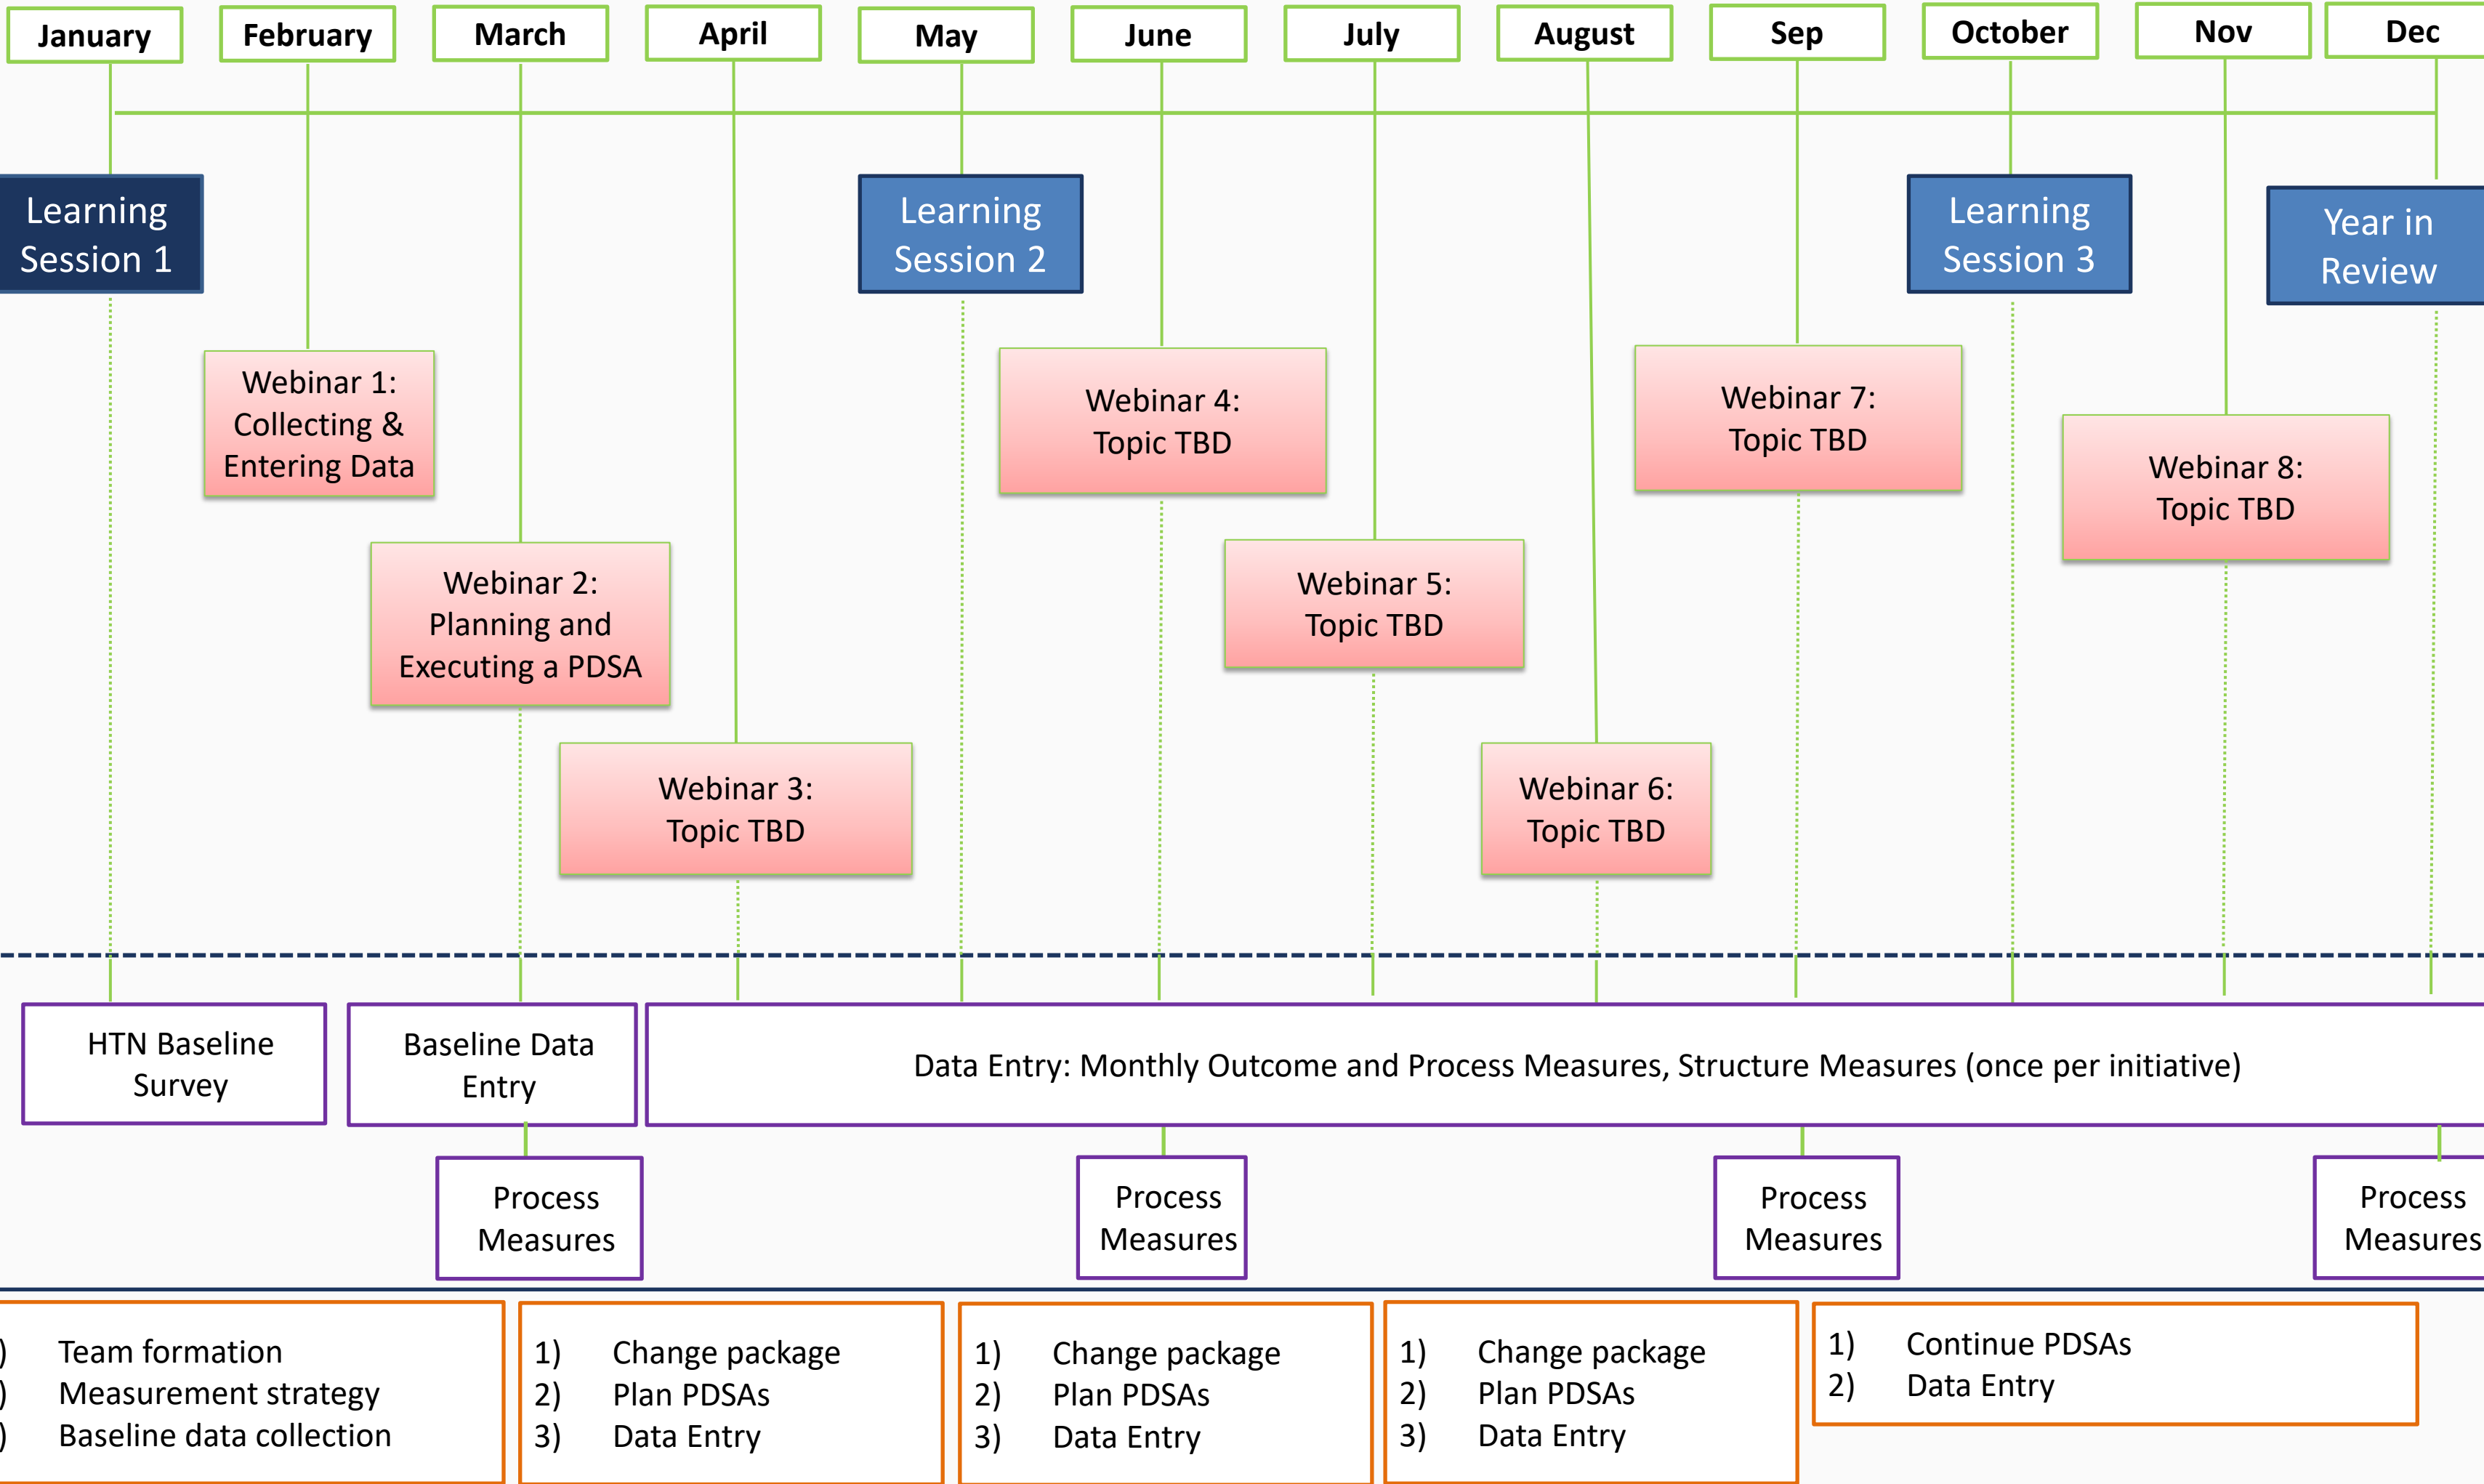 January
February
March
April
May
June
July
August
Sep
October
Nov
Dec
Learning
Session 1
Learning
Session 2
Learning
Session 3
Year in
Review
Webinar 1:
Collecting &
Entering Data
Webinar 2:
Planning and
Executing a PDSA
Webinar 3:
Topic TBD
Webinar 4:
Topic TBD
Webinar 5:
Topic TBD
Webinar 6:
Topic TBD
Webinar 7:
Topic TBD
Webinar 8:
Topic TBD
HTN Baseline
Survey
Baseline Data
Entry
Data Entry: Monthly Outcome and Process Measures, Structure Measures (once per initiative)
Process
Measures
Process
Measures
Process
Measures
Process
Measures
) Team formation
) Measurement strategy
) Baseline data collection
1) Change package
2) Plan PDSAs
3) Data Entry
1) Change package
2) Plan PDSAs
3) Data Entry
1) Change package
2) Plan PDSAs
3) Data Entry
1) Continue PDSAs
2) Data Entry